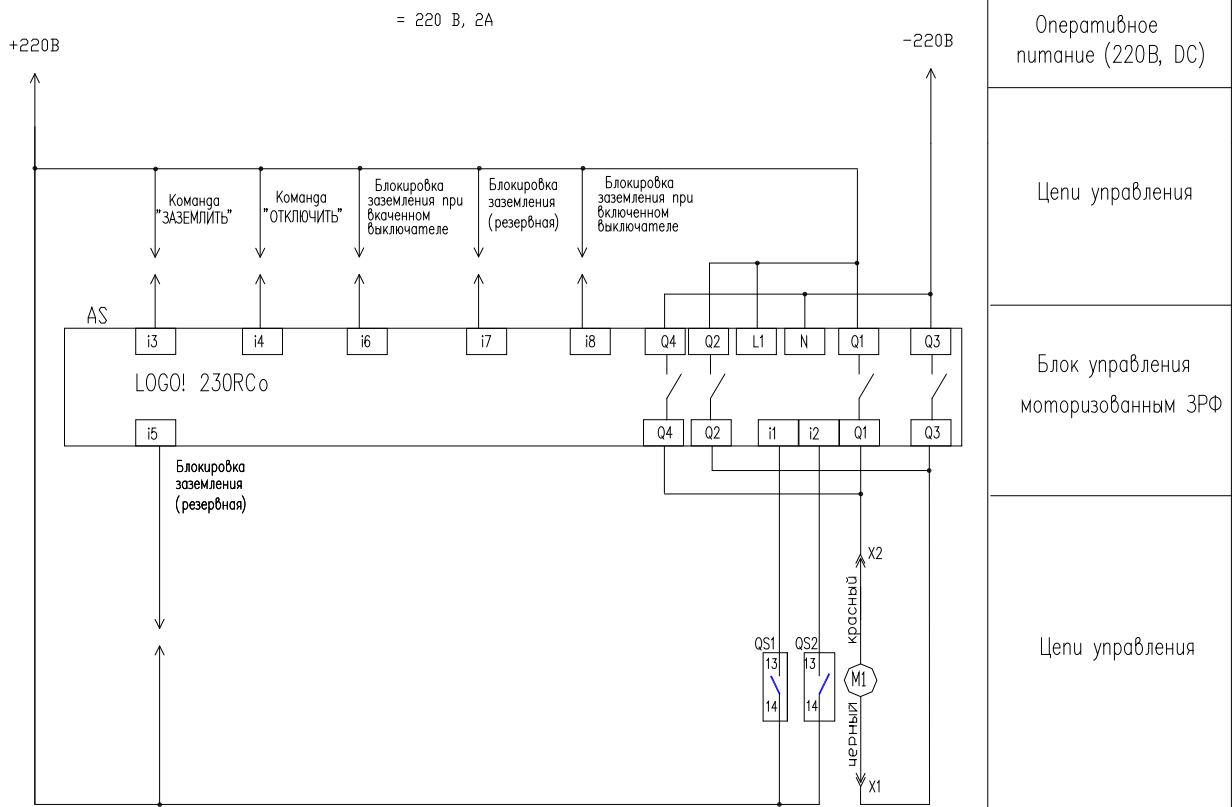 = 220 В, 2А
+220В
-220В
Оперативное
питание (220В, DC)
Команда
"ЗАЗЕМЛИТЬ"
Команда
"ОТКЛЮЧИТЬ"
Блокировка
заземления при
вкаченном
выключателе
Блокировка
заземления
(резервная)
Блокировка
заземления при
включенном
выключателе
Цепи управления
AS
i3
i4
i6
i7
i8
Q4
Q2
L1
N
Q1
Q3
LOGO! 230RCo
Блок управления
моторизованным ЗРФ
i5
Q4
Q2
i1
i2
Q1
Q3
Блокировка
заземления
(резервная)
X2
красный
QS1
13
14
QS2
13
14
M1
черный
X1
Цепи управления